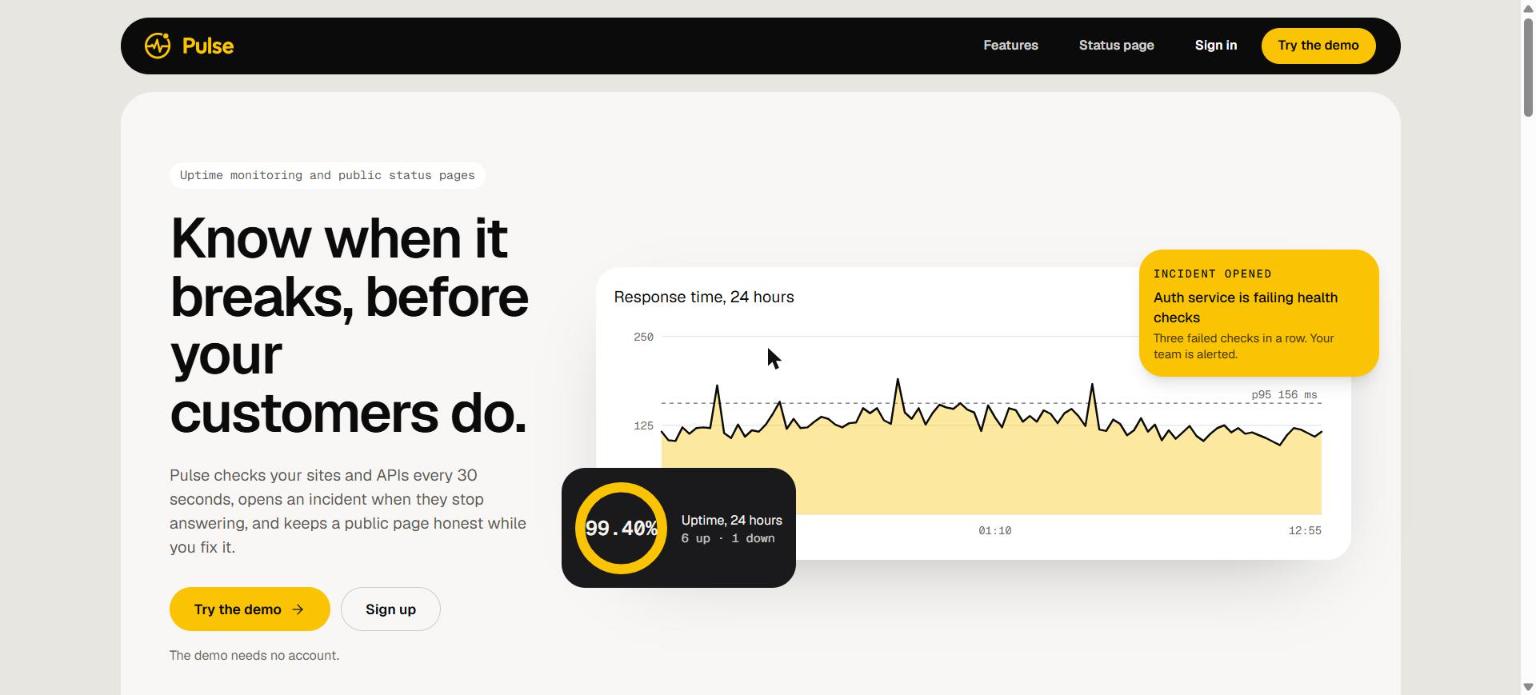 Pulse
Features
Status page
Sign in
Try the demo
Uptime monitoring and public status pages
Know when it
breaks, before
your
customers do.
Pulse checks your sites and APIs every 30
seconds, opens an incident when they stop
answering, and keeps a public page honest while
you fix it.
Try the demo →
Sign up
The demo needs no account.
Response time, 24 hours
250
125
p95 156 ms
01:10
12:55
INCIDENT OPENED
Auth service is failing health
checks
Three failed checks in a row. Your
team is alerted.
99.40%
Uptime, 24 hours
6 up · 1 down